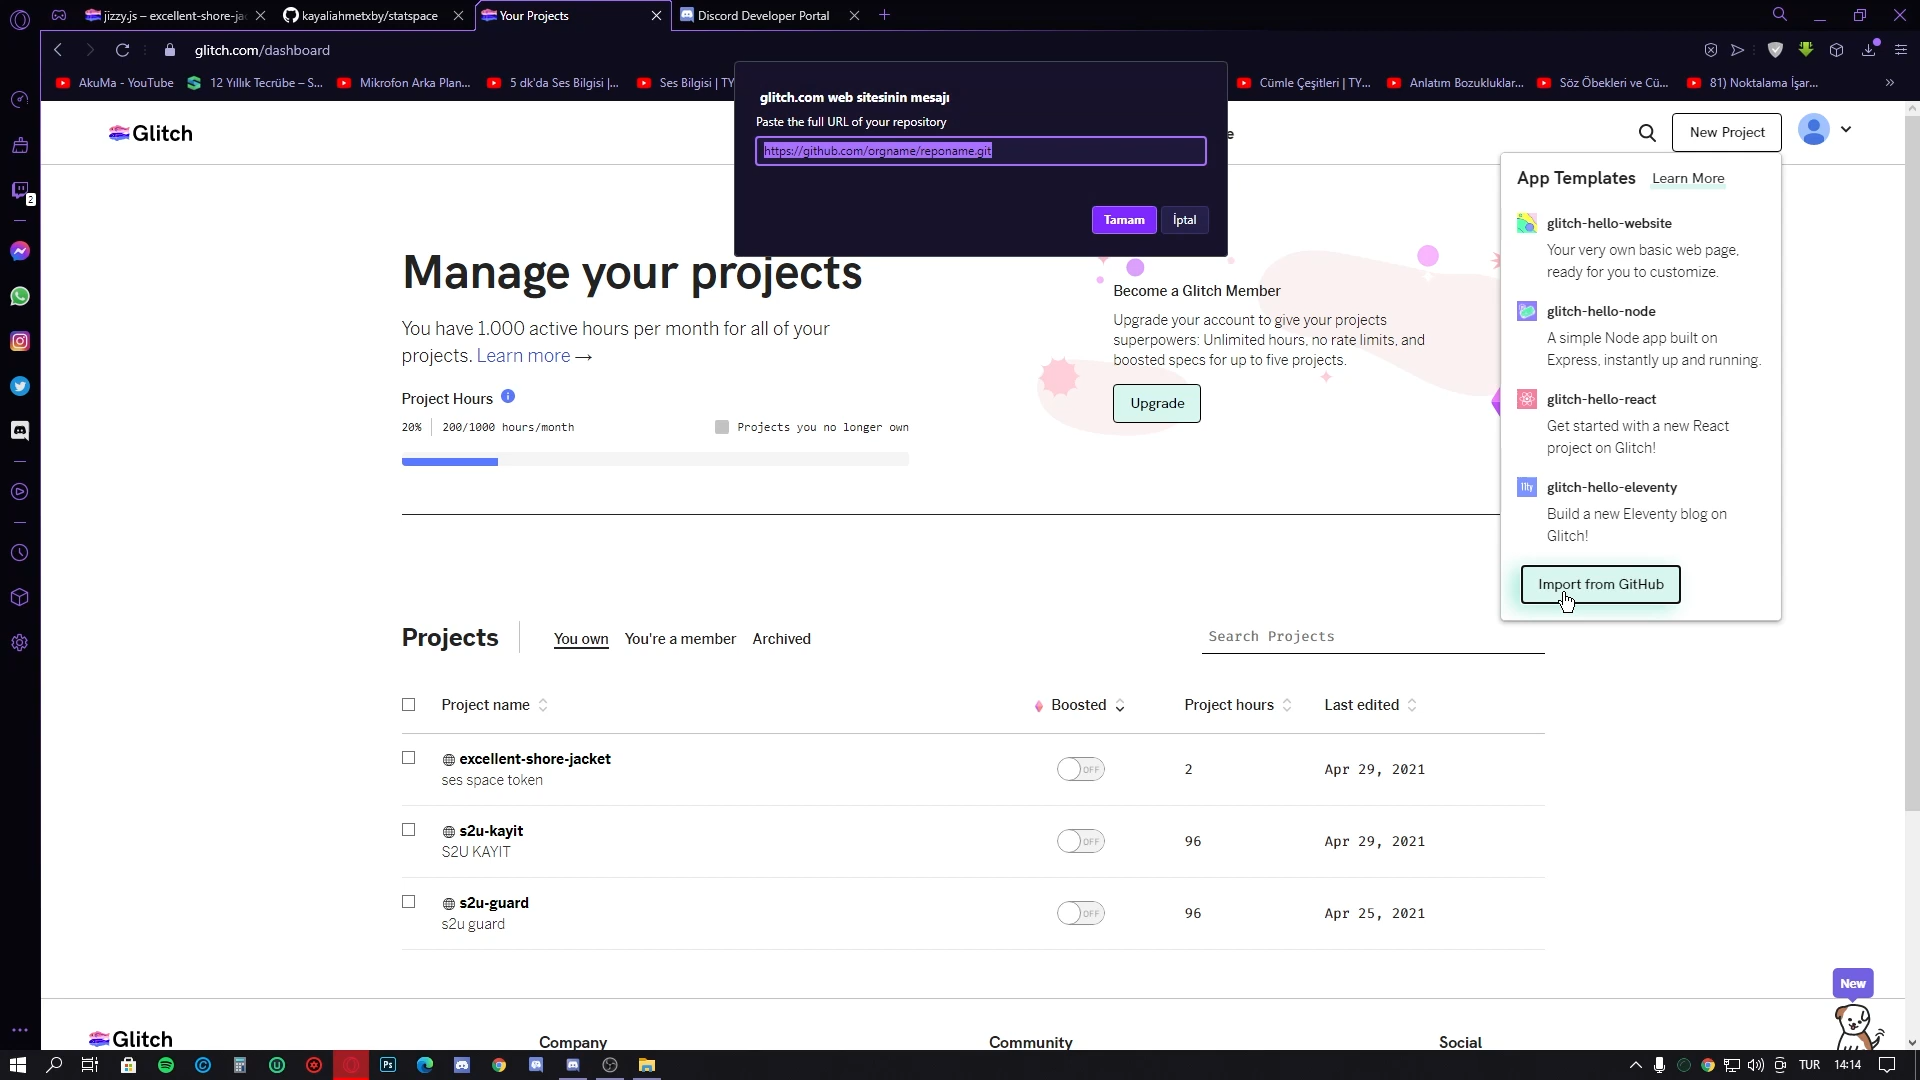 jizzy.js – excellent-shore-ja
kayaliahmetxby/statspace
Your Projects
Discord Developer Portal
glitch.com/dashboard
AkuMa - YouTube
12 Yıllık Tecrübe – S...
Mikrofon Arka Plan...
5 dk'da Ses Bilgisi |...
Ses Bilgisi | TY
Cümle Çeşitleri | TY...
Anlatım Bozukluklar...
Söz Öbekleri ve Cü...
81) Noktalama İşar...
glitch.com web sitesinin mesajı
Paste the full URL of your repository
https://github.com/orgname/reponame.git
Tamam
İptal
Glitch
e
New Project
App Templates
Learn More
glitch-hello-website
Your very own basic web page,
ready for you to customize.
glitch-hello-node
A simple Node app built on
Express, instantly up and running.
glitch-hello-react
Get started with a new React
project on Glitch!
glitch-hello-eleventy
Build a new Eleventy blog on
Glitch!
Import from GitHub
Manage your projects
You have 1.000 active hours per month for all of your
projects. Learn more →
Project Hours
20%
200/1000 hours/month
Projects you no longer own
Become a Glitch Member
Upgrade your account to give your projects
superpowers: Unlimited hours, no rate limits, and
boosted specs for up to five projects.
Upgrade
Projects
You own
You're a member
Archived
Search Projects
Project name
Boosted
Project hours
Last edited
excellent-shore-jacket
ses space token
OFF
2
Apr 29, 2021
s2u-kayit
S2U KAYIT
OFF
96
Apr 29, 2021
s2u-guard
s2u guard
OFF
96
Apr 25, 2021
New
Glitch
Company
Community
Social
2
11ty
Ps
TUR
14:14